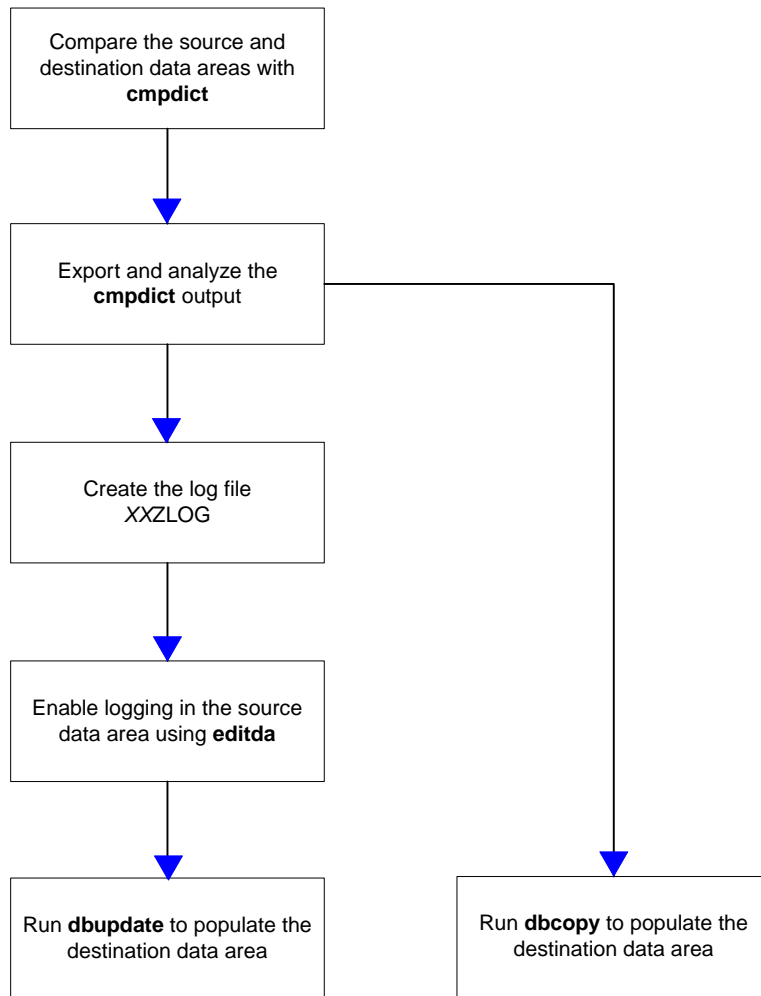 Compare the source and
destination data areas with
cmpdict
Export and analyze the
cmpdict output
Create the log file
XXZLOG
Enable logging in the source
data area using editda
Run dbupdate to populate the
destination data area
Run dbcopy to populate the
destination data area